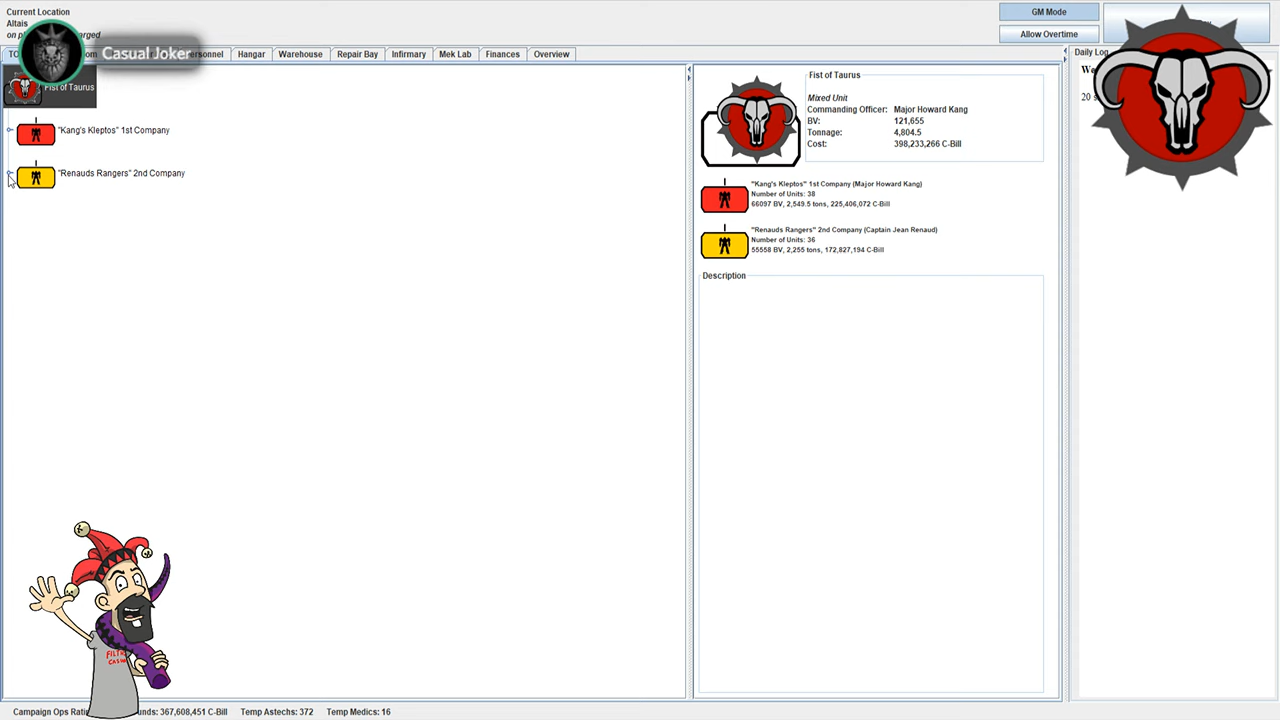 Current Location
Altais
GM Mode
Allow Overtime
Casual Joker
Hangar
Warehouse
Repair Bay
Infirmary
Mek Lab
Finances
Overview
Daily Log
Fist of Taurus
"Kang's Kleptos" 1st Company
"Renauds Rangers" 2nd Company
Fist of Taurus
Mixed Unit
Commanding Officer: Major Howard Kang
BV: 121,655
Tonnage: 4,804.5
Cost: 398,233,266 C-Bill
"Kang's Kleptos" 1st Company (Major Howard Kang)
Number of Units: 38
66097 BV, 2,549.5 tons, 225,406,072 C-Bill
"Renauds Rangers" 2nd Company (Captain Jean Renaud)
Number of Units: 36
55558 BV, 2,255 tons, 172,827,194 C-Bill
Description
20
Campaign Ops
367,608,451 C-Bill
Temp Astechs: 372
Temp Medics: 16